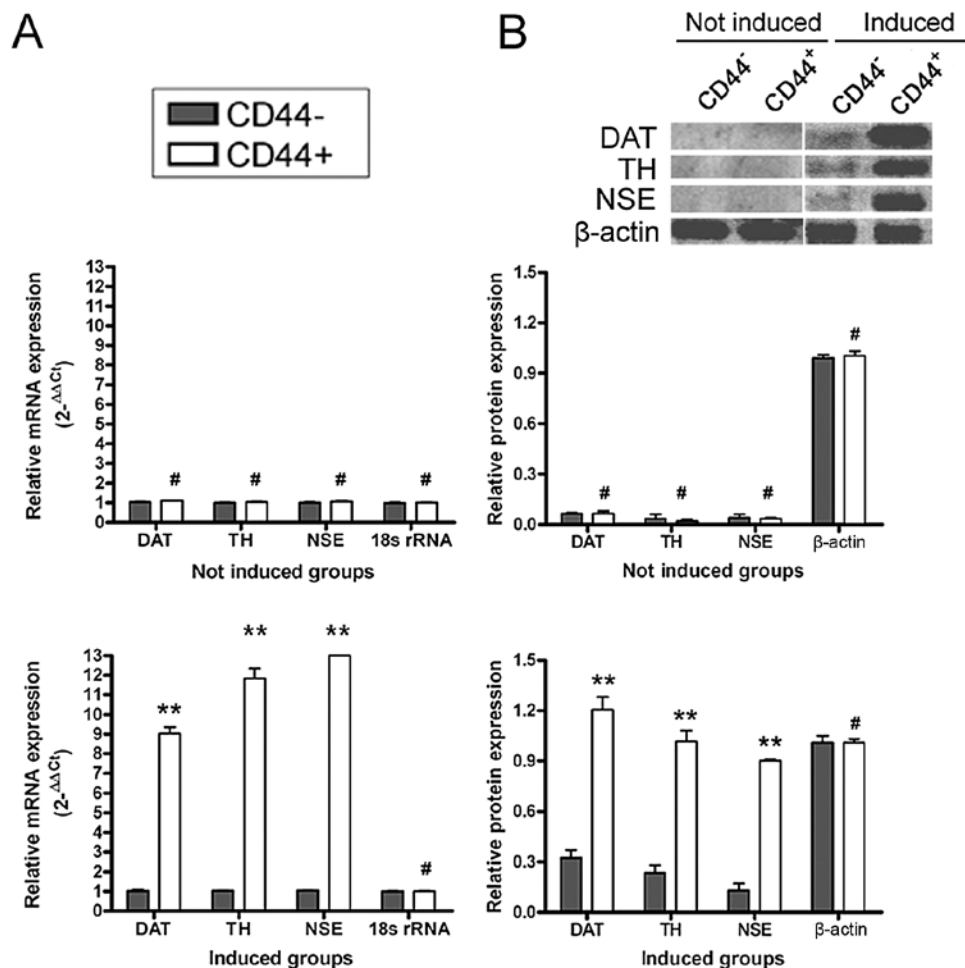 A
CD44-
CD44+
B
Not induced
Induced
CD44-
CD44+
CD44-
CD44+
DAT
TH
NSE
β-actin
Relative mRNA expression
(2-ΔΔCt)
13
12
11
10
9
8
7
6
5
4
3
2
1
0
# # # #
DAT TH NSE 18s rRNA
Not induced groups
Relative protein expression
1.5
1.2
0.9
0.6
0.3
0.0
# # # #
DAT TH NSE β-actin
Not induced groups
Relative mRNA expression
(2-ΔΔCt)
13
12
11
10
9
8
7
6
5
4
3
2
1
0
** ** ** #
DAT TH NSE 18s rRNA
Induced groups
Relative protein expression
1.5
1.2
0.9
0.6
0.3
0.0
** ** ** #
DAT TH NSE β-actin
Induced groups